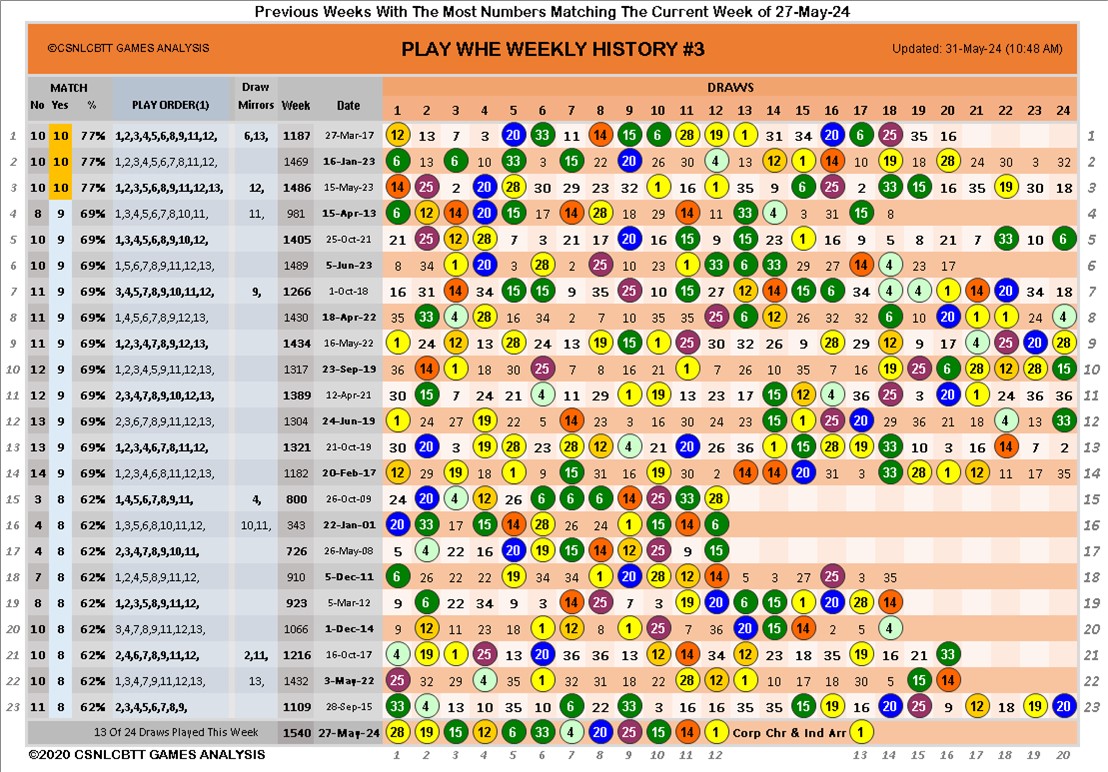 Previous Weeks With The Most Numbers Matching The Current Week of 27-May-24
©CSNLCBTT GAMES ANALYSIS PLAY WHE WEEKLY HISTORY #3 Updated: 31-May-24 (10:48 AM)
MATCH Draw DRAWS
No Yes % PLAY ORDER(1) Mirrors Week Date 1 2 3 4 5 6 7 8 9 10 11 12 13 14 15 16 17 18 19 20 21 22 23 24
1 10 10 77% 1,2,3,4,5,6,8,9,11,12, 6,13, 1187 27-Mar-17 12 13 7 3 20 33 11 14 15 6 28 19 1 31 34 20 6 25 35 16 1
2 10 10 77% 1,2,3,4,5,6,7,8,11,12, 1469 16-Jan-23 6 13 6 10 33 3 15 22 20 26 30 4 13 12 1 14 10 19 18 28 24 30 3 32 2
3 10 10 77% 1,2,3,5,6,8,9,11,12,13, 12, 1486 15-May-23 14 25 2 20 28 30 29 23 32 1 16 1 35 9 6 25 2 33 15 16 35 19 30 18 3
4 8 9 69% 1,3,4,5,6,7,8,10,11, 11, 981 15-Apr-13 6 12 14 20 15 17 14 28 18 29 14 11 33 4 3 31 15 8 4
5 10 9 69% 1,3,4,5,6,8,9,10,12, 1405 25-Oct-21 21 25 12 28 7 3 21 17 20 16 15 9 15 23 1 16 9 5 8 21 7 33 10 6 5
6 10 9 69% 1,5,6,7,8,9,11,12,13, 1489 5-Jun-23 8 34 1 20 3 28 2 25 10 23 1 33 6 33 29 27 14 4 23 17 6
7 11 9 69% 3,4,5,7,8,9,10,11,12, 9, 1266 1-Oct-18 16 31 14 34 15 15 9 35 25 10 15 27 12 14 15 6 34 4 4 1 14 20 34 18 7
8 11 9 69% 1,4,5,6,7,8,9,12,13, 1430 18-Apr-22 35 33 4 28 16 34 2 7 10 35 35 25 6 12 26 32 32 6 10 20 1 1 8 4 8
9 11 9 69% 1,2,3,4,7,8,9,12,13, 1434 16-May-22 1 24 12 13 28 24 13 19 15 1 25 30 32 26 9 28 29 12 9 17 4 25 20 28 9
10 12 9 69% 1,2,3,4,5,9,11,12,13, 1317 23-Sep-19 36 14 1 18 30 25 7 8 16 21 1 7 26 10 35 7 16 19 25 6 28 12 28 15 10
11 12 9 69% 2,3,4,7,8,9,10,12,13, 1389 12-Apr-21 30 15 7 24 21 4 11 29 1 19 13 23 17 15 12 4 36 25 3 20 1 24 36 36 11
12 13 9 69% 2,3,6,7,8,9,11,12,13, 1304 24-Jun-19 1 24 27 19 22 5 14 23 3 16 30 24 24 15 1 25 20 29 36 21 18 4 13 33 12
13 13 9 69% 1,2,3,4,6,7,8,11,12, 1321 21-Oct-19 30 20 3 19 28 23 28 12 4 21 20 26 36 1 15 28 19 33 10 3 16 14 7 2 13
14 14 9 69% 1,2,3,4,6,8,11,12,13, 1182 20-Feb-17 12 29 19 18 1 9 15 31 16 19 30 2 14 14 20 31 3 33 28 1 12 11 17 35 14
15 3 8 62% 1,4,5,6,7,8,9,11, 4, 800 26-Oct-09 24 20 4 12 26 6 6 6 14 25 33 28 15
16 4 8 62% 1,3,5,6,8,10,11,12, 10,11, 343 22-Jan-01 20 33 17 15 14 28 26 24 1 15 14 6 16
17 4 8 62% 2,3,4,7,8,9,10,11, 726 26-May-08 5 4 22 16 20 19 15 14 12 25 9 15 17
18 7 8 62% 1,2,4,5,8,9,11,12, 910 5-Dec-11 6 26 22 22 19 34 34 1 20 28 12 14 5 3 27 25 3 35 18
19 8 8 62% 1,2,3,5,8,9,11,12, 923 5-Mar-12 9 6 22 34 9 3 14 25 7 3 19 20 6 15 1 20 28 14 19
20 10 8 62% 3,4,7,8,9,11,12,13, 1066 1-Dec-14 9 12 11 23 18 1 12 8 1 25 7 36 20 15 14 2 5 4 20
21 10 8 62% 2,4,6,7,8,9,11,12, 2,11, 1216 16-Oct-17 4 19 1 25 13 20 36 36 13 12 14 34 12 23 18 35 19 16 21 33 21
22 10 8 62% 1,3,4,7,9,11,12,13, 13, 1432 3-May-22 25 32 29 4 35 1 32 31 18 11 28 12 1 10 17 18 30 5 15 14 22
23 11 8 62% 2,3,4,5,6,7,8,9, 1109 28-Sep-15 33 4 13 10 35 10 6 22 33 3 16 16 35 35 15 19 16 20 25 9 12 18 19 20 23
13 Of 24 Draws Played This Week 1540 27-May-24 28 19 15 12 6 33 4 20 25 15 14 1 Corp Chr & Ind Arr 1
©2020 CSNLCBTT GAMES ANALYSIS 1 2 3 4 5 6 7 8 9 10 11 12 13 14 15 16 17 18 19 20